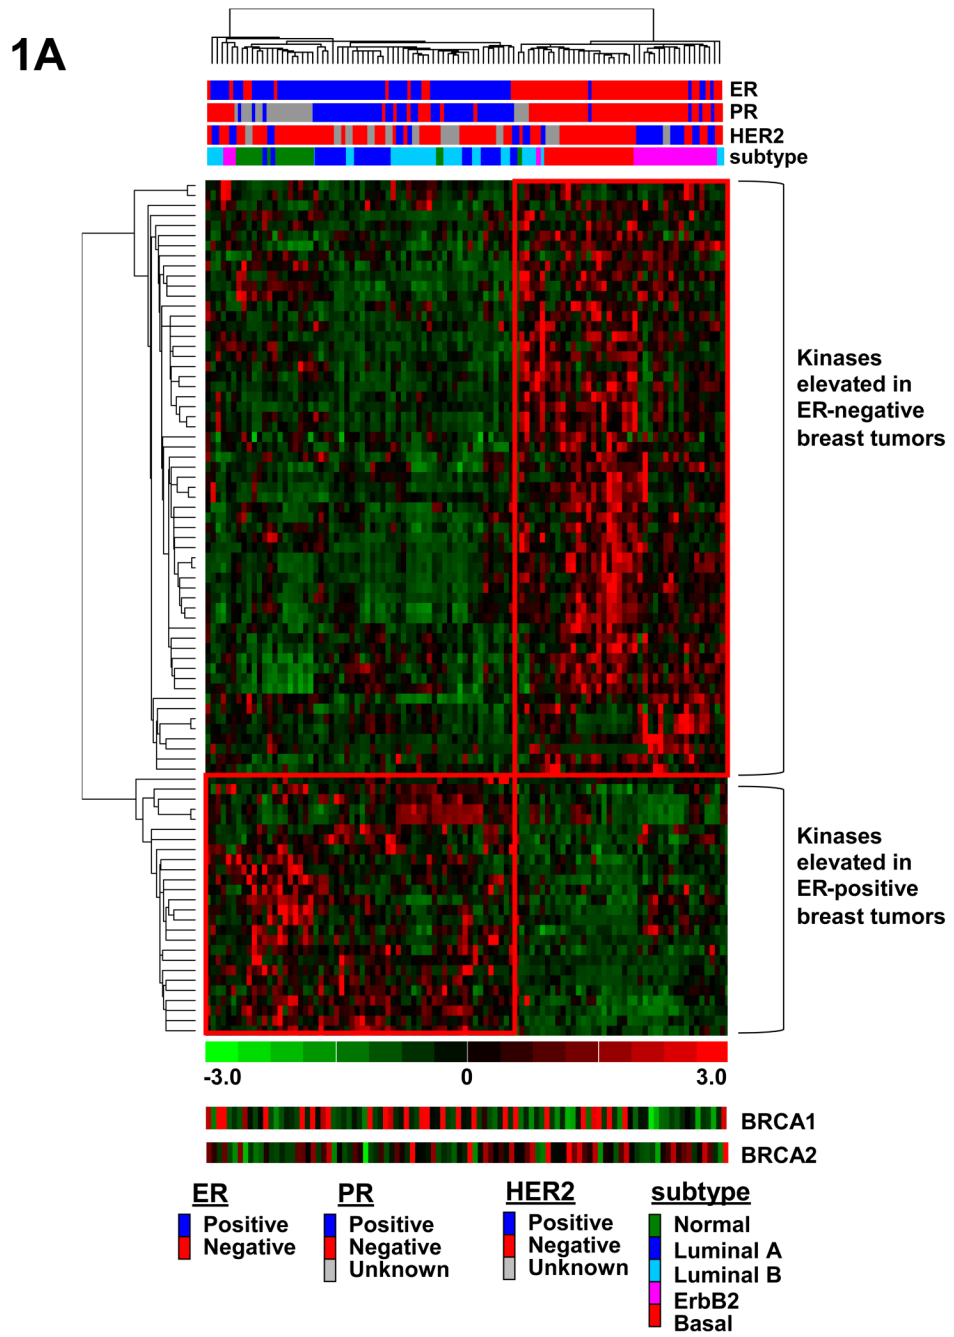 1A
ER
PR
HER2
subtype
Kinases
elevated in
ER-negative
breast tumors
Kinases
elevated in
ER-positive
breast tumors
-3.0 0 3.0
BRCA1
BRCA2
ER
Positive
Negative
PR
Positive
Negative
Unknown
HER2
Positive
Negative
Unknown
subtype
Normal
Luminal A
Luminal B
ErbB2
Basal